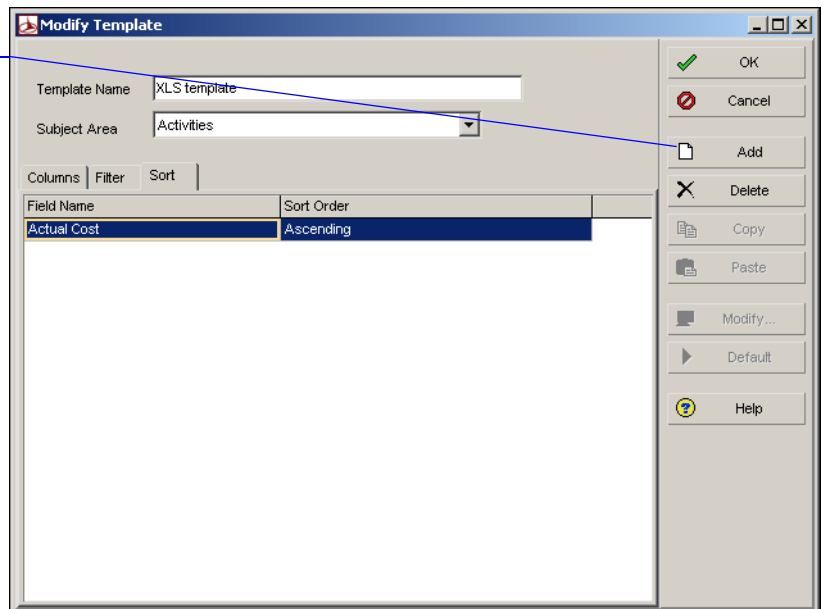 Modify Template
Template Name XLS template
Subject Area Activities
Columns Filter Sort
Field Name Sort Order
Actual Cost Ascending
OK
Cancel
Add
Delete
Copy
Paste
Modify...
Default
Help